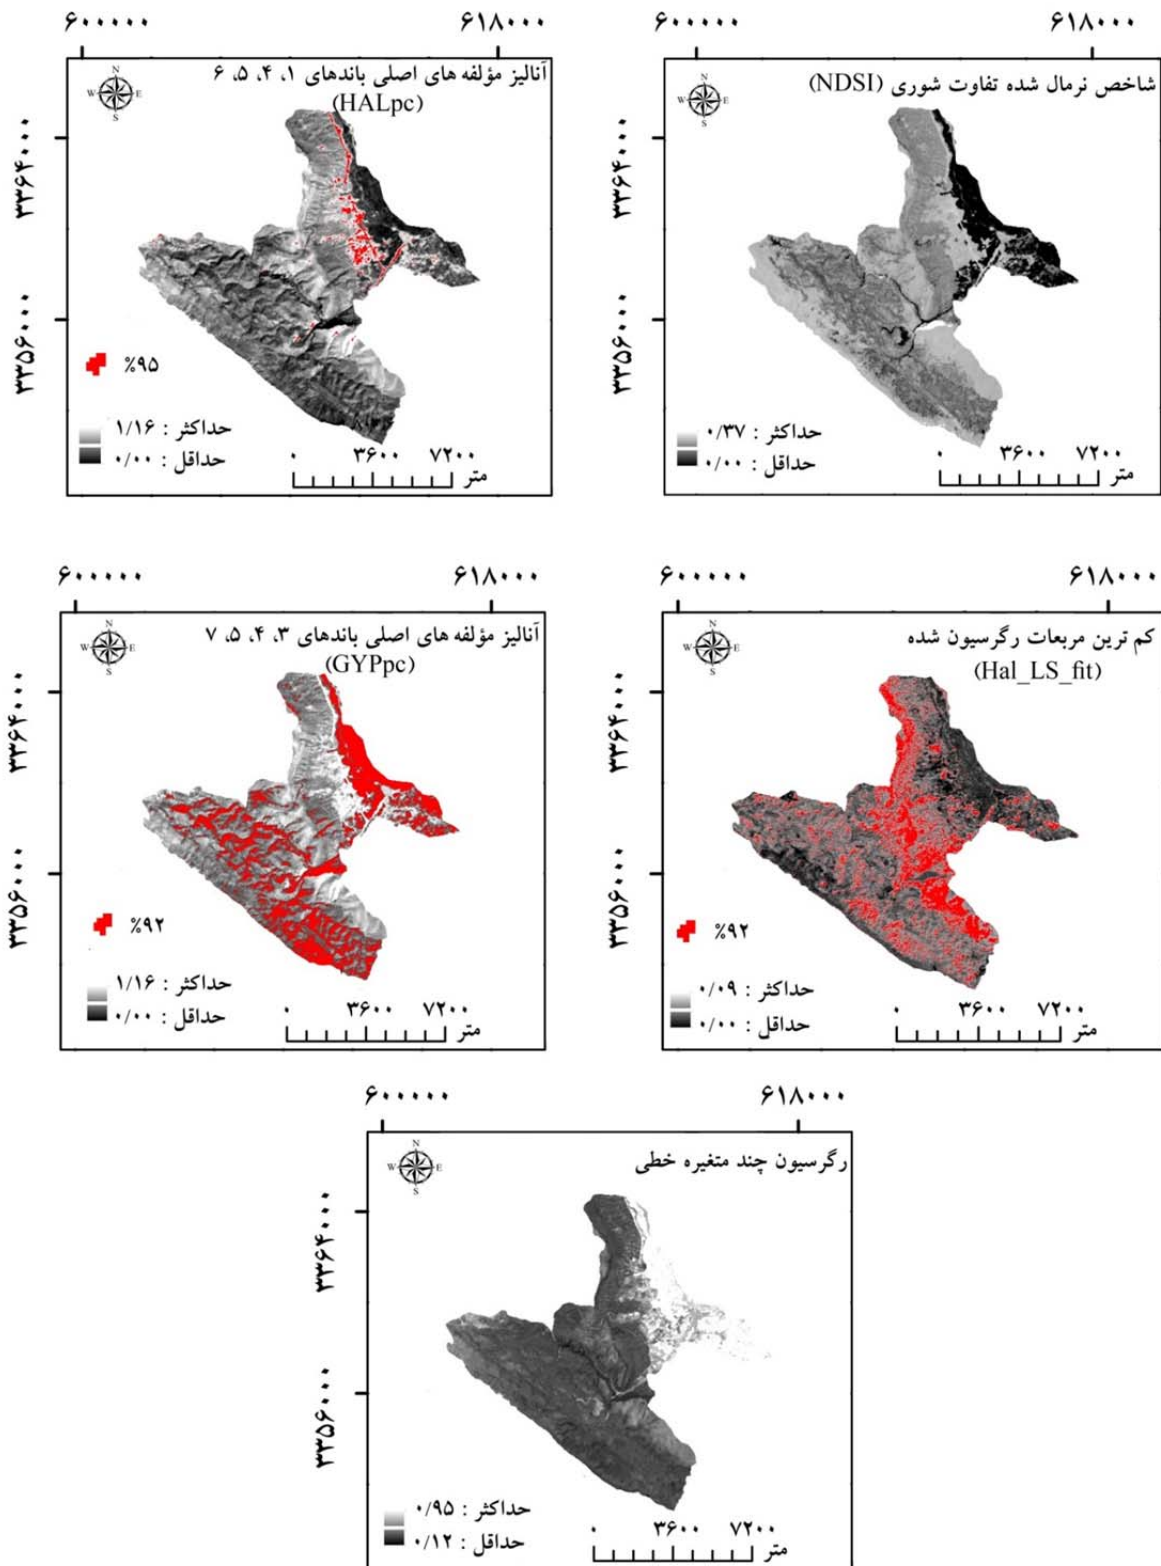 ۶۰۰۰۰۰ ۶۱۸۰۰۰
۳۳۶۴۰۰۰
۳۳۵۶۰۰۰
آنالیز مؤلفه های اصلی باندهای ۱، ۴، ۵، ۶
(HALpc)
N
W E
S
%۹۵
حداکثر : ۱/۱۶
حداقل : ۰/۰۰
۰ ۳۶۰۰ ۷۲۰۰
متر
۶۰۰۰۰۰ ۶۱۸۰۰۰
۳۳۶۴۰۰۰
۳۳۵۶۰۰۰
شاخص نرمال شده تفاوت شوری (NDSI)
N
W E
S
حداکثر : ۰/۳۷
حداقل : ۰/۰۰
۰ ۳۶۰۰ ۷۲۰۰
متر
۶۰۰۰۰۰ ۶۱۸۰۰۰
۳۳۶۴۰۰۰
۳۳۵۶۰۰۰
آنالیز مؤلفه های اصلی باندهای ۳، ۴، ۵، ۷
(GYPpc)
N
W E
S
%۹۲
حداکثر : ۱/۱۶
حداقل : ۰/۰۰
۰ ۳۶۰۰ ۷۲۰۰
متر
۶۰۰۰۰۰ ۶۱۸۰۰۰
۳۳۶۴۰۰۰
۳۳۵۶۰۰۰
کم ترین مربعات رگرسیون شده
(Hal_LS_fit)
N
W E
S
%۹۲
حداکثر : ۰/۰۹
حداقل : ۰/۰۰
۰ ۳۶۰۰ ۷۲۰۰
متر
۶۰۰۰۰۰ ۶۱۸۰۰۰
۳۳۶۴۰۰۰
۳۳۵۶۰۰۰
رگرسیون چند متغیره خطی
N
W E
S
حداکثر : ۰/۹۵
حداقل : ۰/۱۲
۰ ۳۶۰۰ ۷۲۰۰
متر